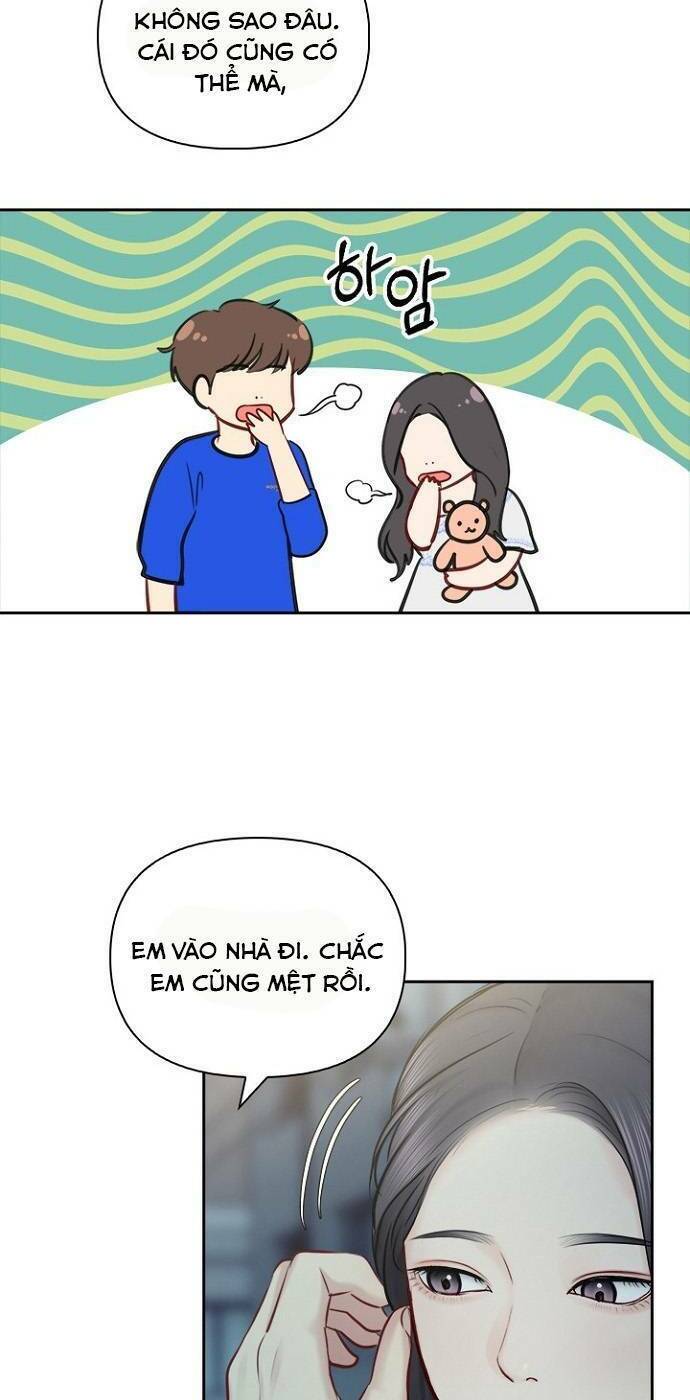 KHÔNG SAO ĐÂU.
CÁI ĐÓ CŨNG CÓ
THỂ MÀ,
하암
EM VÀO NHÀ ĐI. CHẮC
EM CŨNG MỆT RỒI.